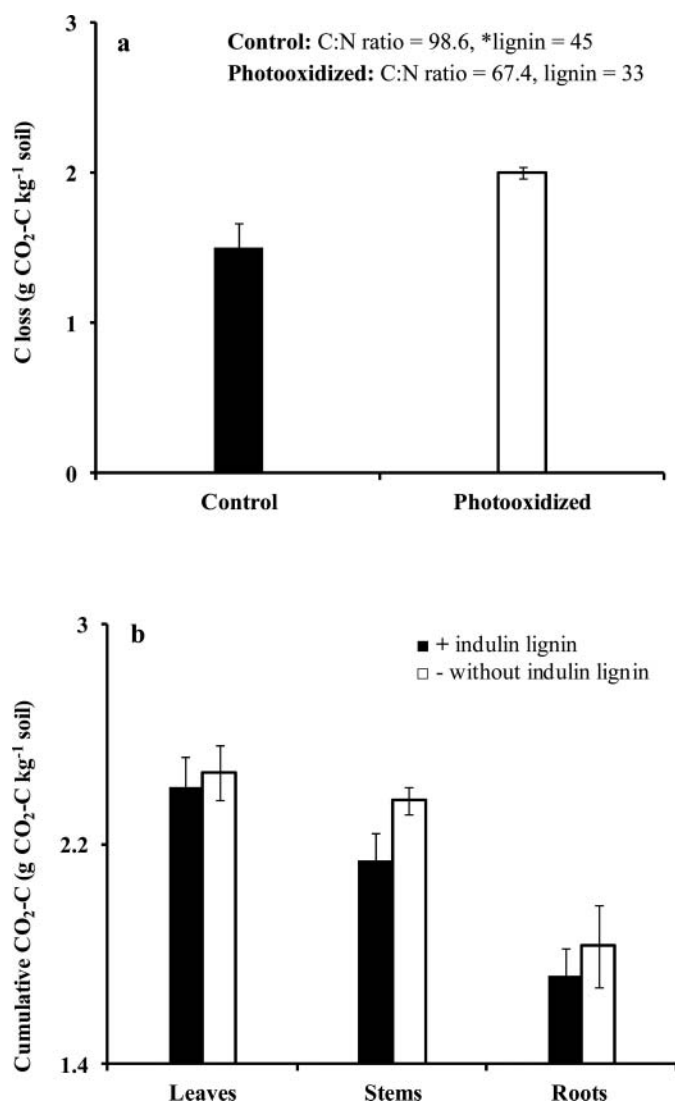 a
Control: C:N ratio = 98.6, *lignin = 45
Photooxidized: C:N ratio = 67.4, lignin = 33
C loss (g CO₂-C kg⁻¹ soil)
3
2
1
0
Control Photooxidized
b
+ indulin lignin
- without indulin lignin
Cumulative CO₂-C (g CO₂-C kg⁻¹ soil)
3
2.2
1.4
Leaves Stems Roots